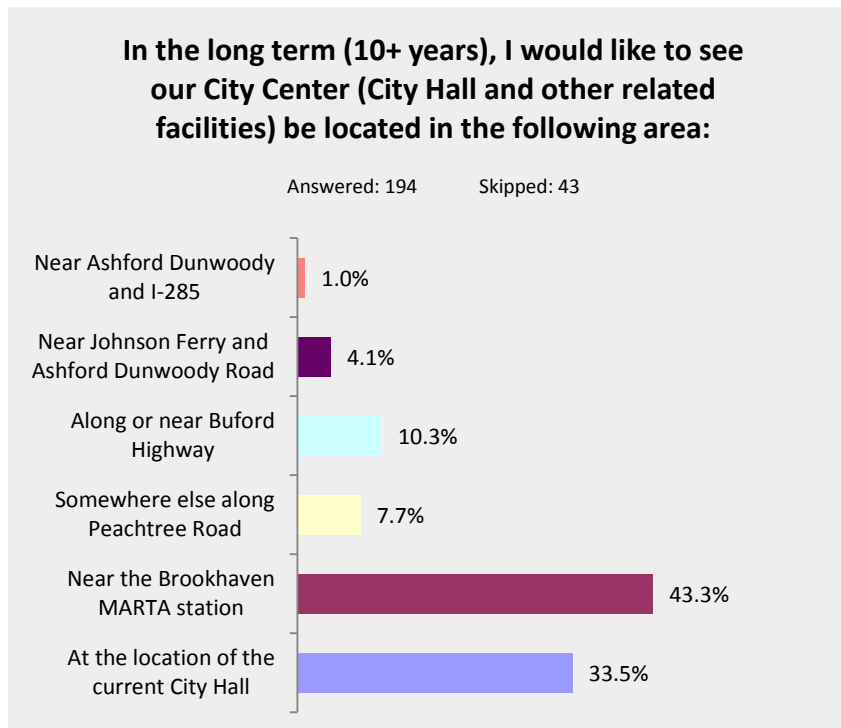 In the long term (10+ years), I would like to see
our City Center (City Hall and other related
facilities) be located in the following area:
Answered: 194 Skipped: 43
Near Ashford Dunwoody
and I-285
1.0%
Near Johnson Ferry and
Ashford Dunwoody Road
4.1%
Along or near Buford
Highway
10.3%
Somewhere else along
Peachtree Road
7.7%
Near the Brookhaven
MARTA station
43.3%
At the location of the
current City Hall
33.5%